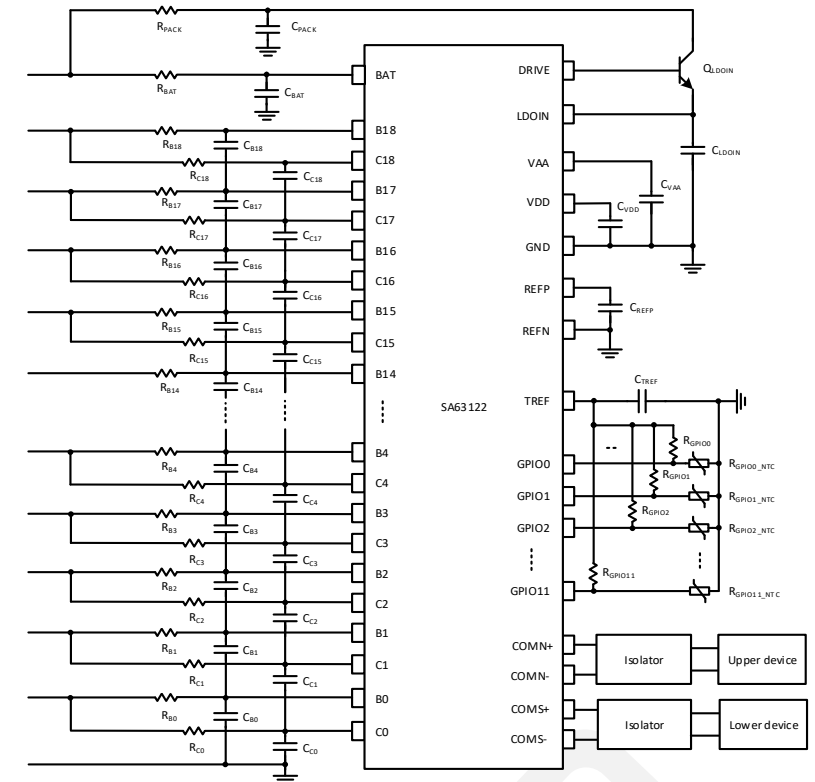 RPACK
CPACK
RBAT
CBAT
BAT
DRIVE
QLDOIN
LDOIN
CLDOIN
RB18
CB18
B18
RC18
CC18
C18
VAA
CVAA
RB17
CB17
B17
VDD
CVDD
RC17
CC17
C17
GND
RB16
CB16
B16
RC16
CC16
C16
REFP
CREFP
RB15
CB15
B15
REFN
RC15
CC15
C15
RB14
CB14
B14
SA63122
TREF
CTREF
RB4
CB4
B4
RGPIO0
GPIO0
RGPIO0_NTC
RC4
CC4
C4
RGPIO1
GPIO1
RGPIO1_NTC
RB3
CB3
B3
RGPIO2
GPIO2
RGPIO2_NTC
RC3
CC3
C3
RB2
CB2
B2
RGPIO11
GPIO11
RGPIO11_NTC
RC2
CC2
C2
RB1
CB1
B1
COMN+
Isolator
Upper device
RC1
CC1
C1
COMN-
RB0
CB0
B0
COMS+
Isolator
Lower device
RC0
CC0
C0
COMS-